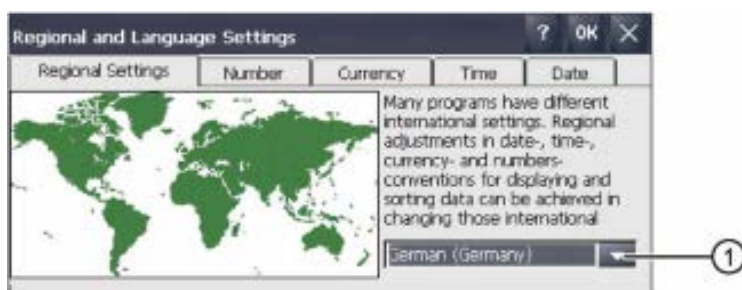 Regional and Language Settings ? OK ×
Regional Settings Number Currency Time Date
Many programs have different
international settings. Regional
adjustments in date-, time-,
currency- and numbers-
conventions for displaying and
sorting data can be achieved in
changing those international
German (Germany)
1